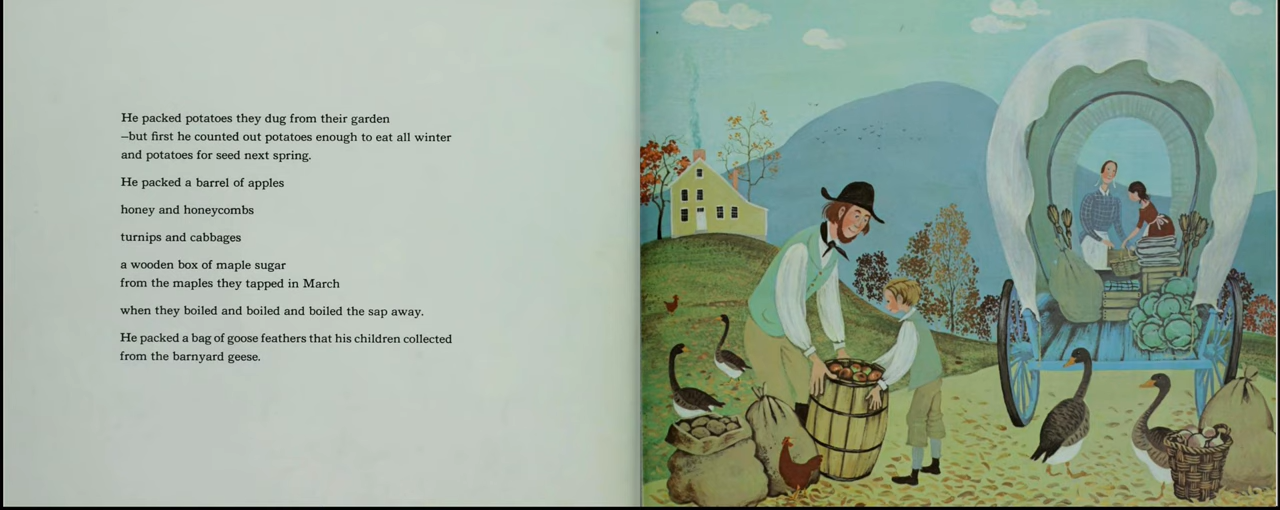 He packed potatoes they dug from their garden
—but first he counted out potatoes enough to eat all winter
and potatoes for seed next spring.
He packed a barrel of apples
honey and honeycombs
turnips and cabbages
a wooden box of maple sugar
from the maples they tapped in March
when they boiled and boiled and boiled the sap away.
He packed a bag of goose feathers that his children collected
from the barnyard geese.